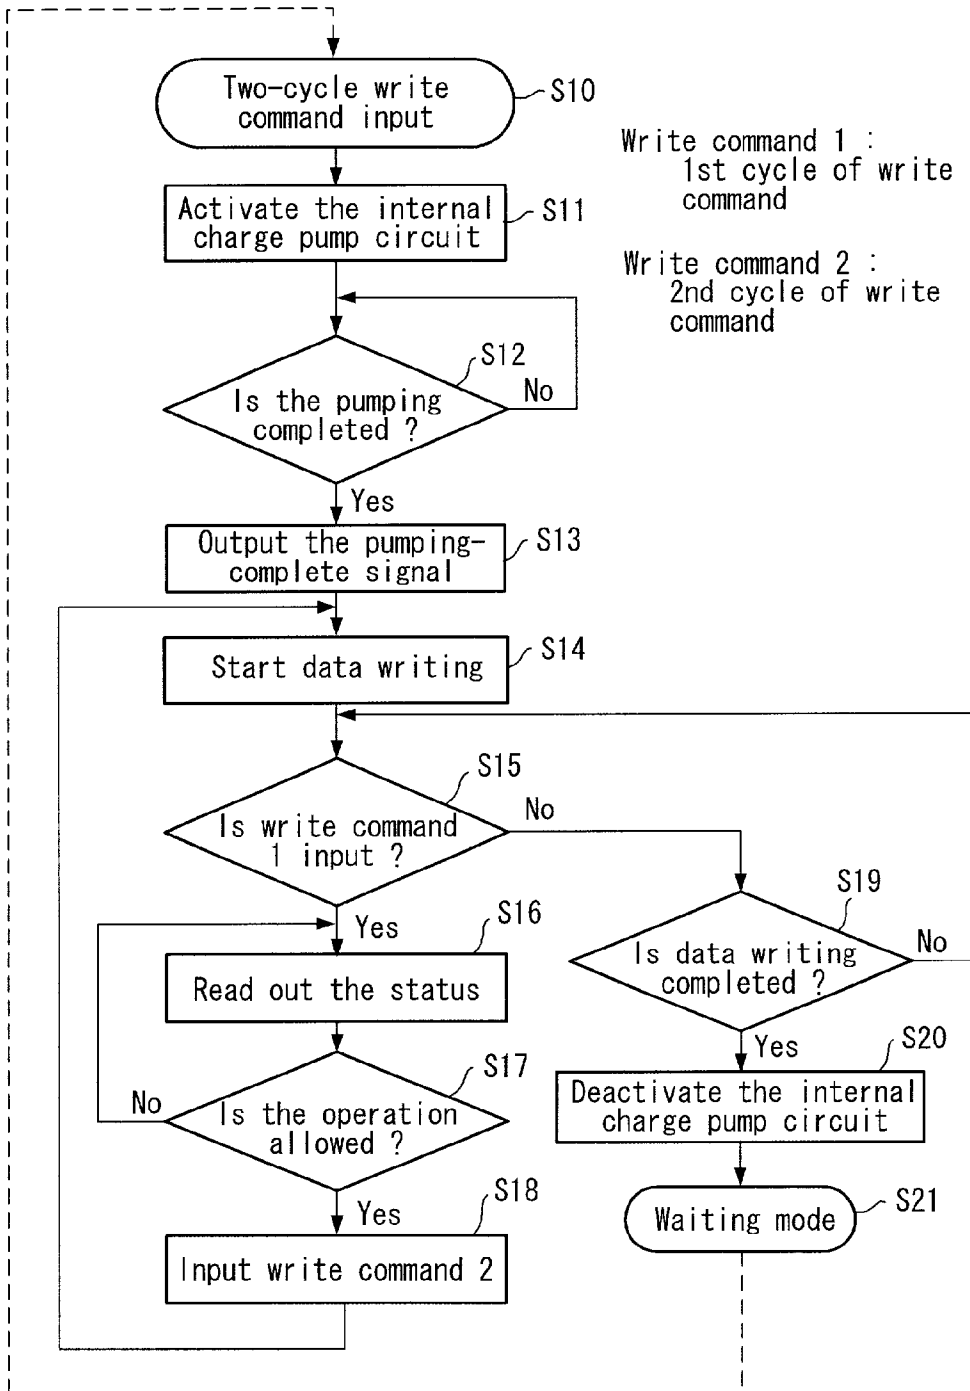 Two-cycle write
command input
S10
Write command 1 :
1st cycle of write
command
Activate the internal
charge pump circuit
S11
Write command 2 :
2nd cycle of write
command
S12
Is the pumping
completed ?
No
Yes
Output the pumping-
complete signal
S13
Start data writing
S14
S15
Is write command
1 input ?
No
Yes
S16
Read out the status
S19
Is data writing
completed ?
No
Yes
S17
Is the operation
allowed ?
No
Yes
S20
Deactivate the internal
charge pump circuit
S18
Input write command 2
Waiting mode
S21